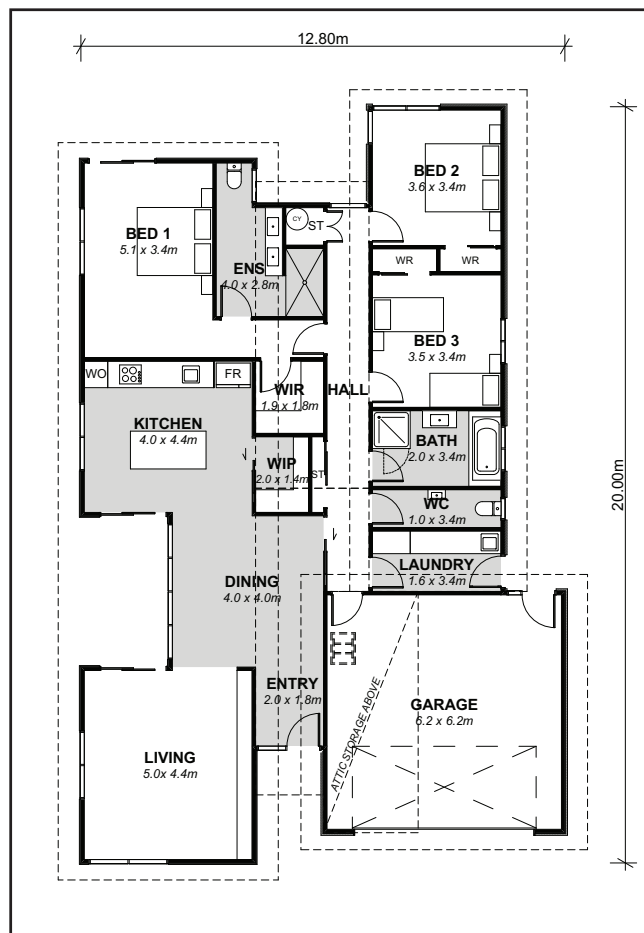 12.80m
BED 2
3.6 x 3.4m
BED 1
5.1 x 3.4m
CY
ST
ENS
4.0 x 2.8m
WR
WR
BED 3
3.5 x 3.4m
WO
FR
WIR
1.9 x 1.8m
HALL
KITCHEN
4.0 x 4.4m
BATH
2.0 x 3.4m
WIP
2.0 x 1.4m
ST
20.00m
WC
1.0 x 3.4m
LAUNDRY
1.6 x 3.4m
DINING
4.0 x 4.0m
ENTRY
2.0 x 1.8m
ATTIC STORAGE ABOVE
GARAGE
6.2 x 6.2m
LIVING
5.0x 4.4m